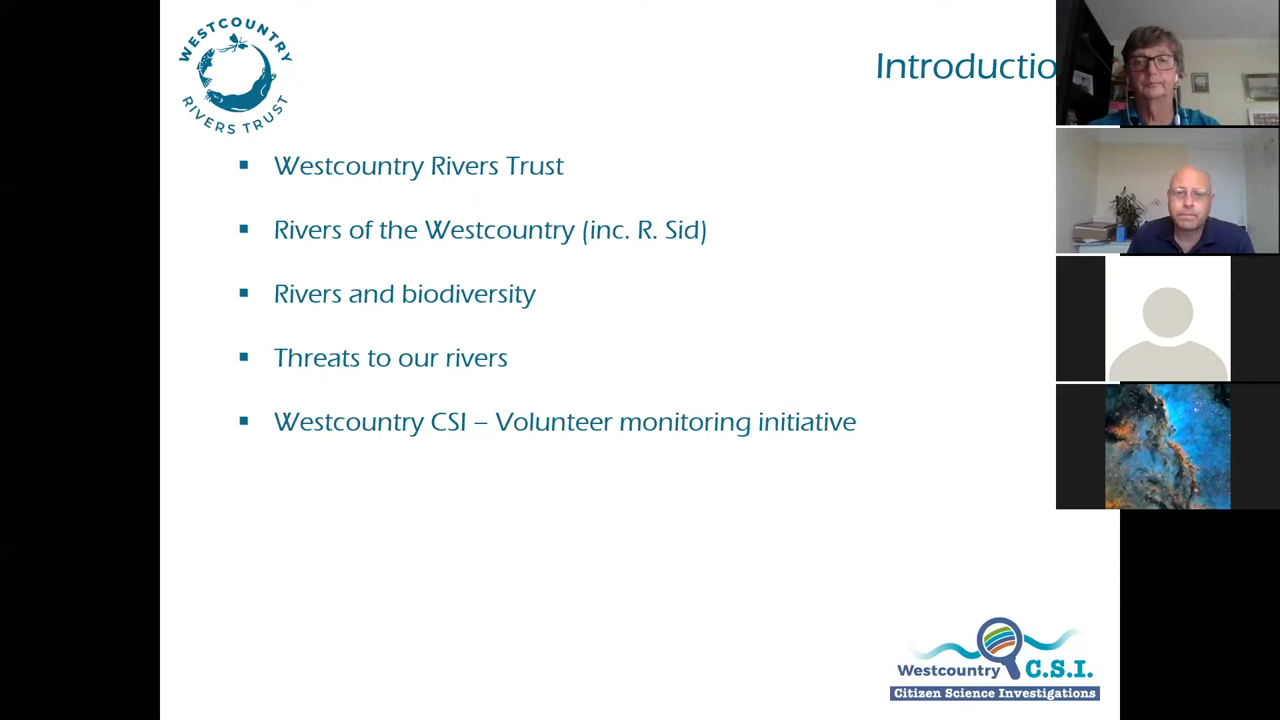 WESTCOUNTRY
RIVERS TRUST
Introductio
Westcountry Rivers Trust
Rivers of the Westcountry (inc. R. Sid)
Rivers and biodiversity
Threats to our rivers
Westcountry CSI – Volunteer monitoring initiative
Westcountry C.S.I.
Citizen Science Investigations